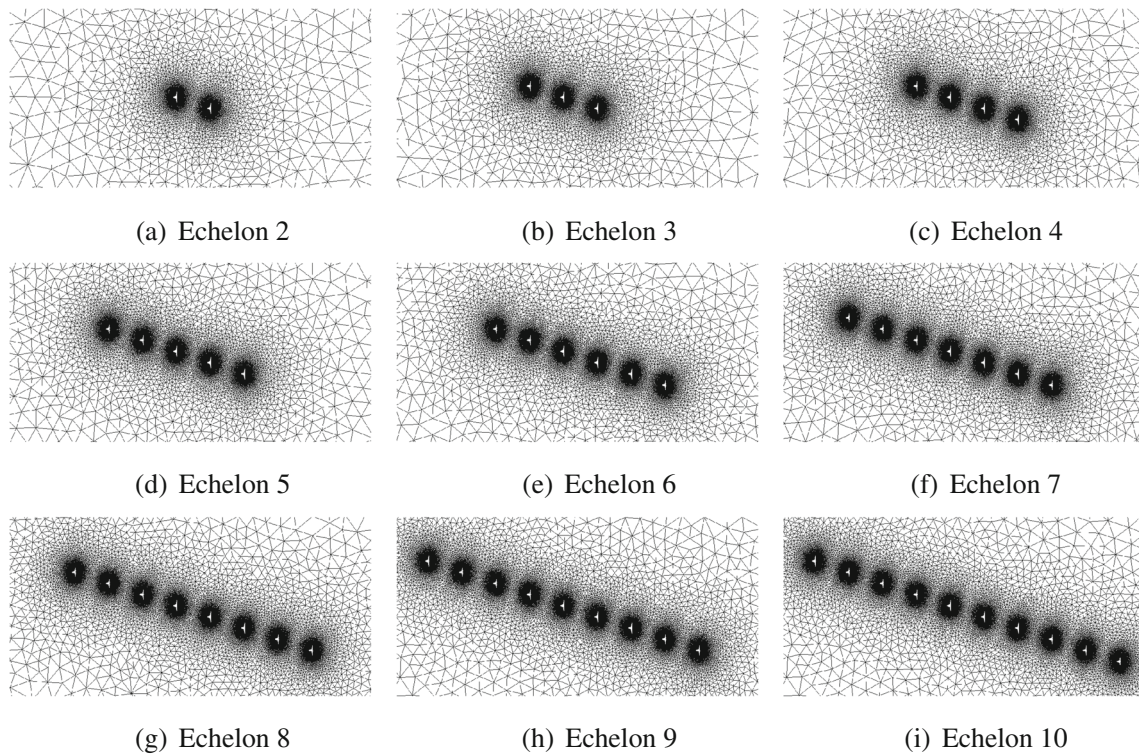 (a) Echelon 2
(b) Echelon 3
(c) Echelon 4
(d) Echelon 5
(e) Echelon 6
(f) Echelon 7
(g) Echelon 8
(h) Echelon 9
(i) Echelon 10